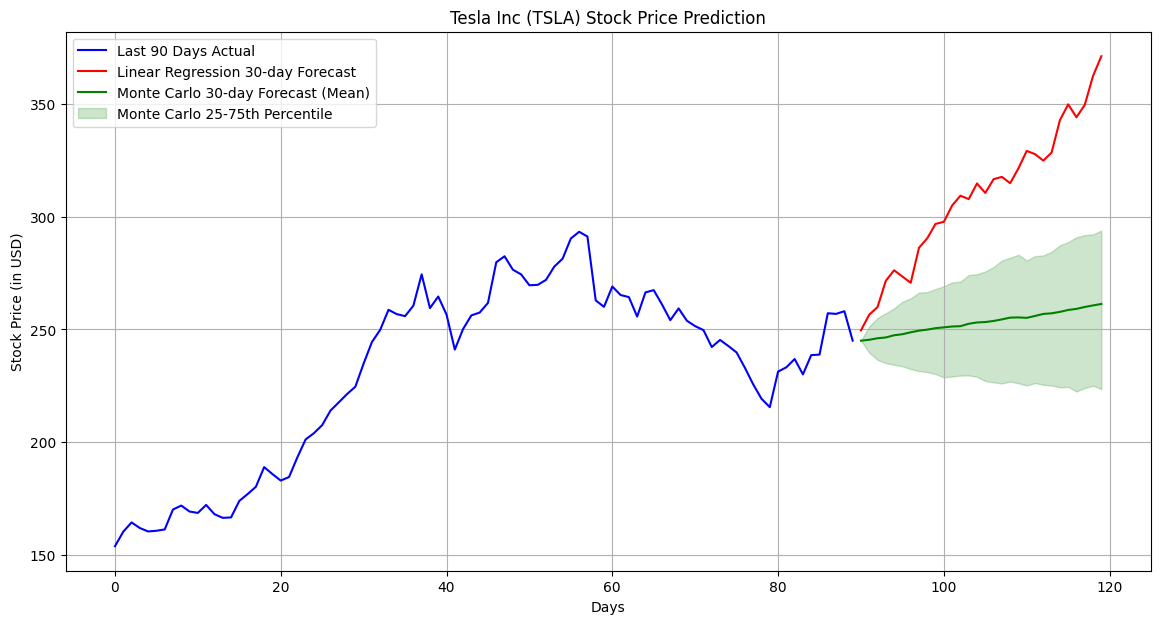 Tesla Inc (TSLA) Stock Price Prediction
Last 90 Days Actual
Linear Regression 30-day Forecast
Monte Carlo 30-day Forecast (Mean)
Monte Carlo 25-75th Percentile
Stock Price (in USD)
350
300
250
200
150
0
20
40
60
80
100
120
Days